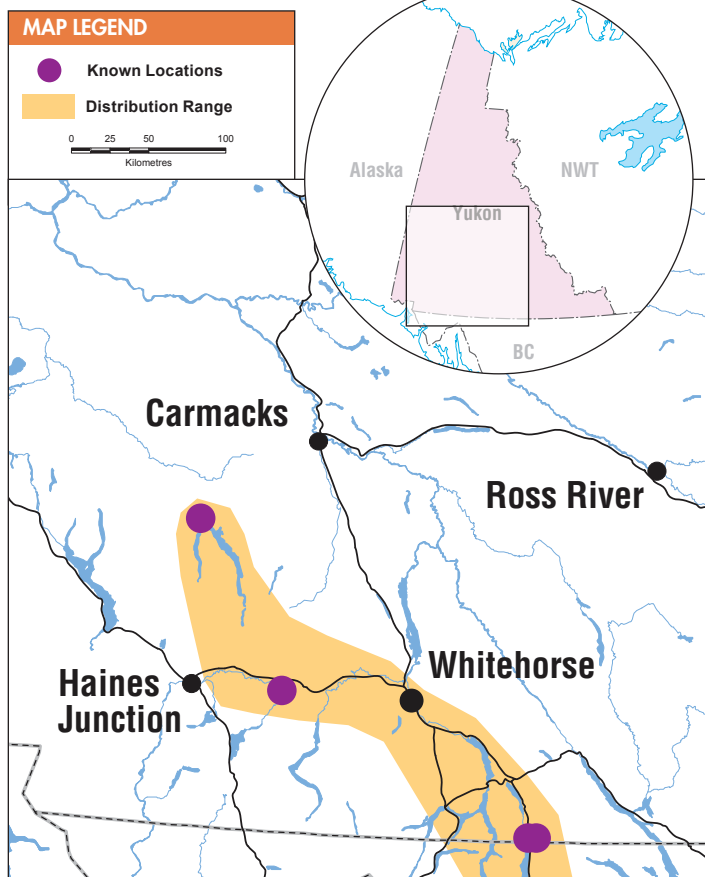 MAP LEGEND
Known Locations
Distribution Range
0 25 50 100
Kilometres
Alaska
NWT
Yukon
BC
Carmacks
Ross River
Whitehorse
Haines
Junction